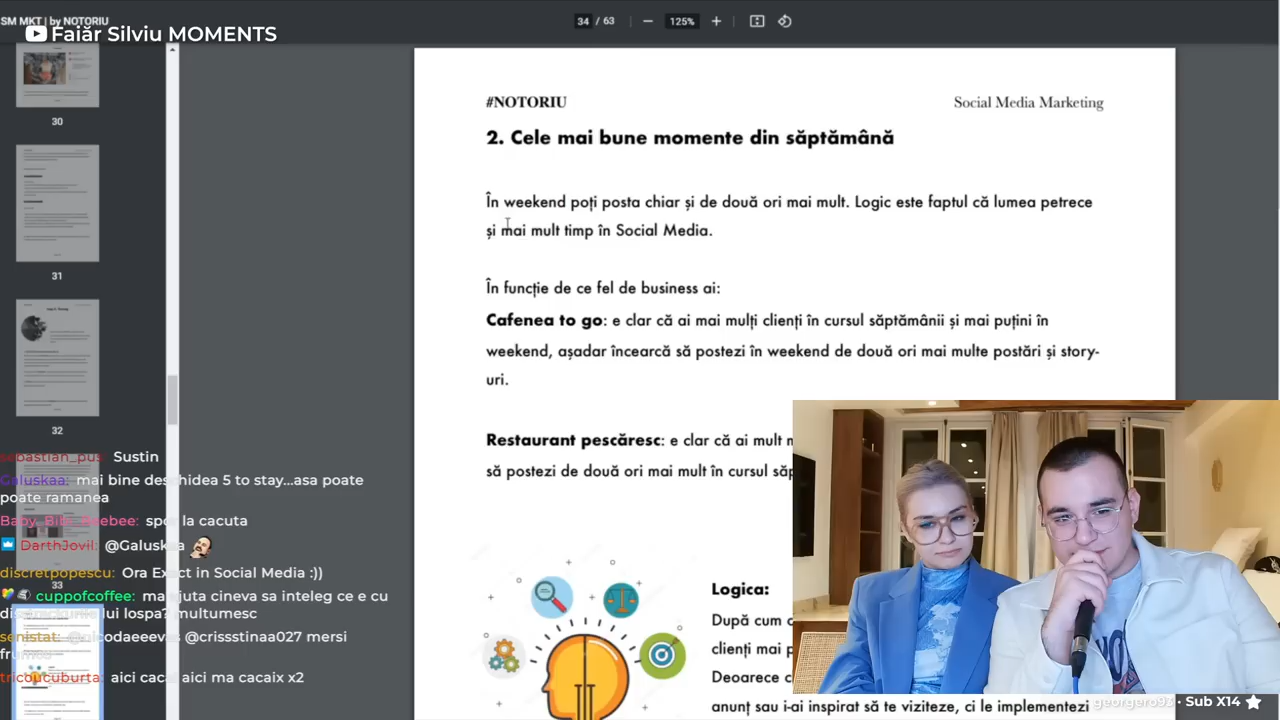 SM MKT | by NOTORIU
Faiăr Silviu MOMENTS
34 / 63
125%
30
31
32
33
#NOTORIU
Social Media Marketing
2. Cele mai bune momente din săptămână
În weekend poți posta chiar și de două ori mai mult. Logic este faptul că lumea petrece
și mai mult timp în Social Media.
În funcție de ce fel de business ai:
Cafenea to go: e clar că ai mai mulți clienți în cursul săptămânii și mai puțini în
weekend, așadar încearcă să postezi în weekend de două ori mai multe postări și story-
uri.
Restaurant pescăresc: e clar că ai mult
să postezi de două ori mai mult în cursul
Logica:
După cum
clienți mai
Deoarece
anunț sau i-ai inspirat să te viziteze, ci le implementezi
sebastian_pus: Sustin
Galuskaa: mai bine deschidea 5 to stay...asa poate
poate ramanea
spor la cacuta
DarthJovil: @Galuskaa
discretpopescu: Ora Exact in Social Media :))
cuppofcoffee: ma ajuta cineva sa inteleg ce e cu
lui Iospa? multumesc
senistat: @crissstinaa027 mersi
tricoucuburta: aici cacai aici ma cacaix x2
georgero93 · Sub X14